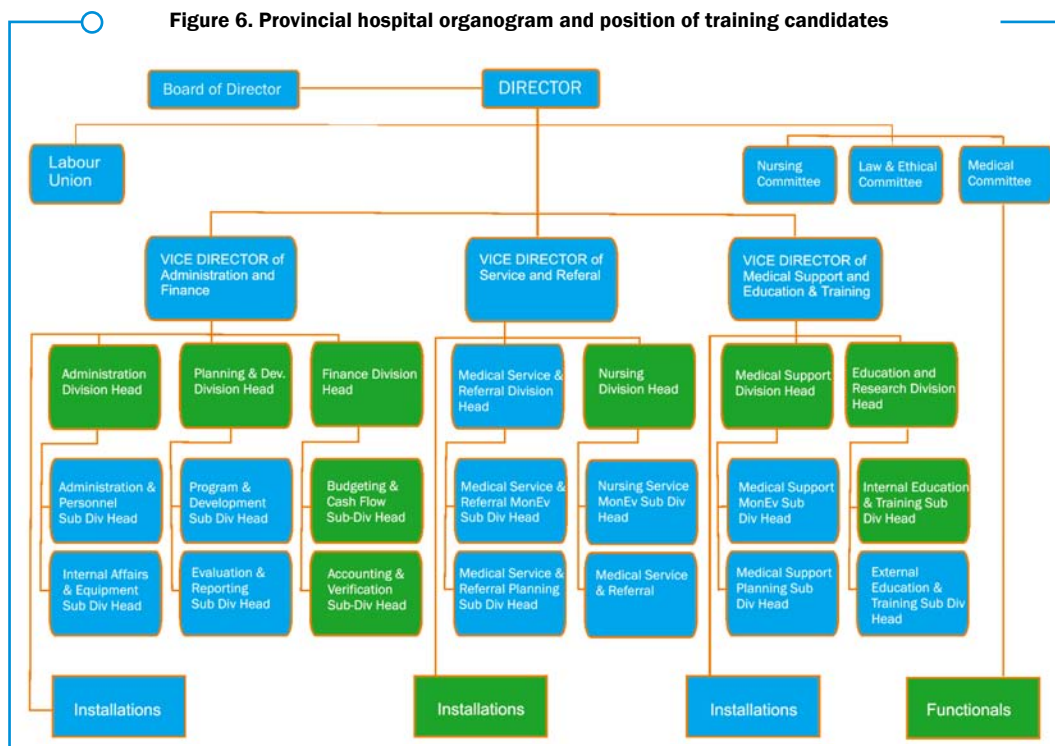 Figure 6. Provincial hospital organogram and position of training candidates
Board of Director
DIRECTOR
Labour
Union
Nursing
Committee
Law & Ethical
Committee
Medical
Committee
VICE DIRECTOR of
Administration and
Finance
VICE DIRECTOR of
Service and Referal
VICE DIRECTOR of
Medical Support and
Education & Training
Administration
Division Head
Planning & Dev.
Division Head
Finance Division
Head
Medical Service &
Referral Division
Head
Nursing
Division Head
Medical Support
Division Head
Education and
Research Division
Head
Administration &
Personnel
Sub Div Head
Program &
Development
Sub Div Head
Budgeting &
Cash Flow
Sub-Div Head
Medical Service &
Referral MonEv
Sub Div Head
Nursing Service
MonEv Sub Div
Head
Medical Support
MonEv Sub
Div Head
Internal Education
& Training Sub
Div Head
Internal Affairs
& Equipment
Sub Div Head
Evaluation &
Reporting
Sub Div Head
Accounting &
Verification
Sub-Div Head
Medical Service &
Referral Planning
Sub Div Head
Medical Service
& Referral
Medical Support
Planning Sub
Div Head
External
Education &
Training Sub Div
Head
Installations
Installations
Installations
Functionals